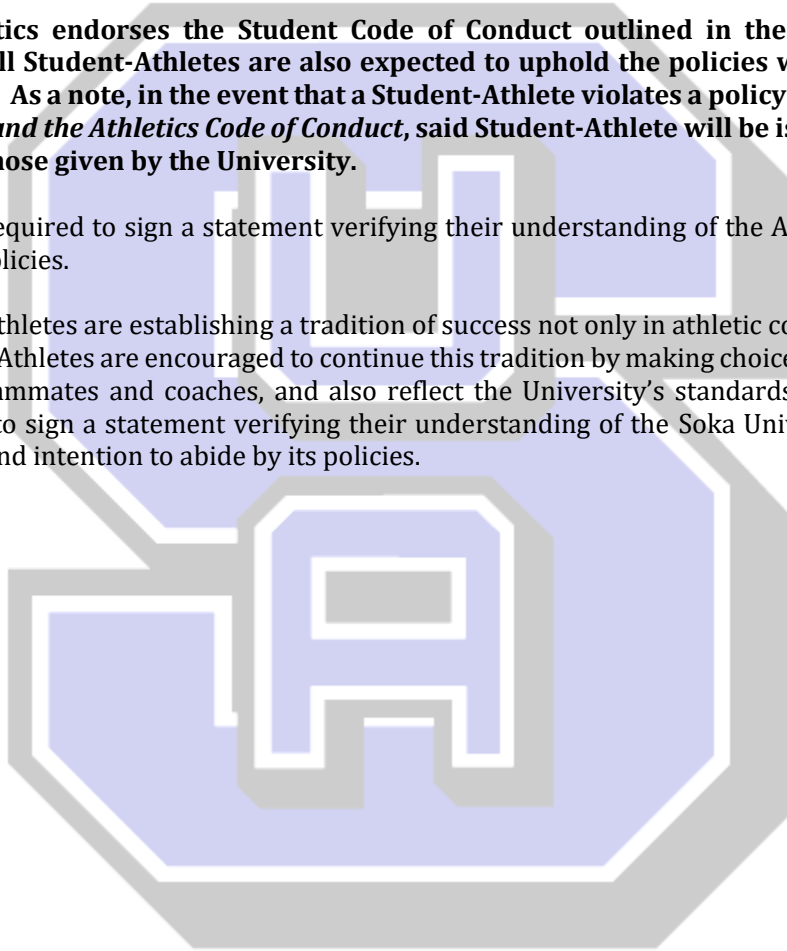 tics endorses the Student Code of Conduct outlined in the
ll Student-Athletes are also expected to uphold the policies w
As a note, in the event that a Student-Athlete violates a policy
and the Athletics Code of Conduct, said Student-Athlete will be is
hose given by the University.
equired to sign a statement verifying their understanding of the A
olicies.
thletes are establishing a tradition of success not only in athletic co
Athletes are encouraged to continue this tradition by making choice
ammates and coaches, and also reflect the University’s standards
to sign a statement verifying their understanding of the Soka Univ
nd intention to abide by its policies.
S
U
A